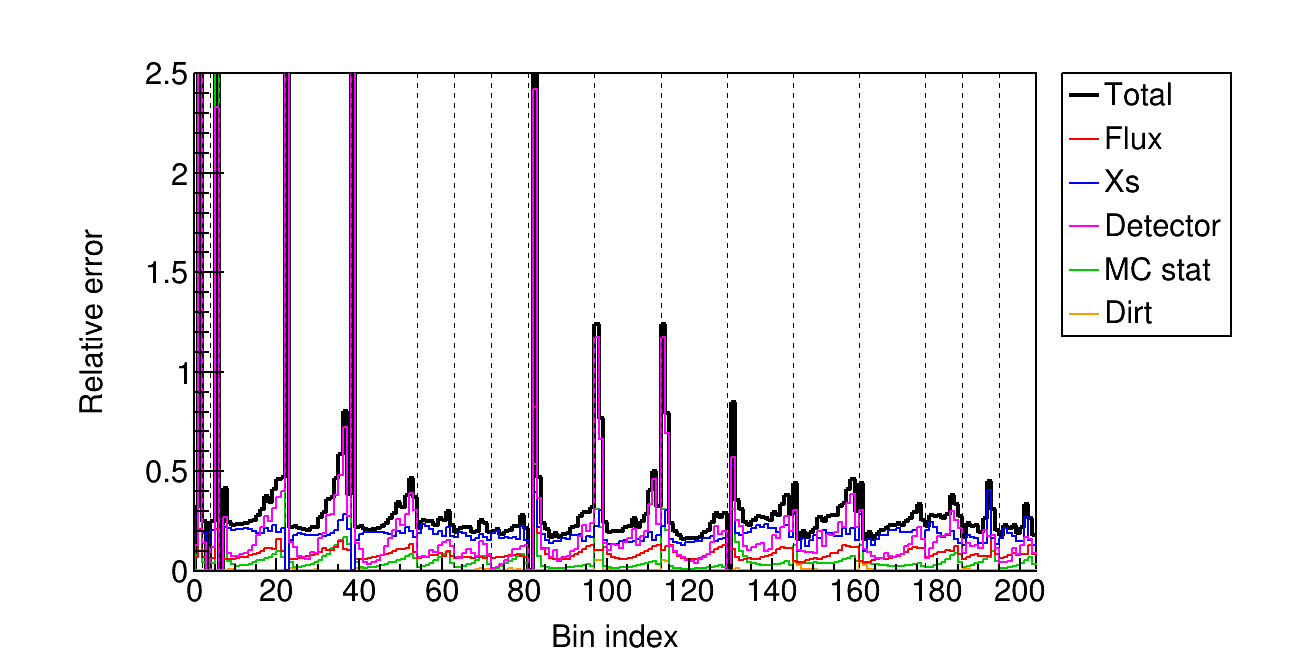 2.5
2
1.5
1
0.5
0
0 20 40 60 80 100 120 140 160 180 200
Relative error
Bin index
Total
Flux
Xs
Detector
MC stat
Dirt